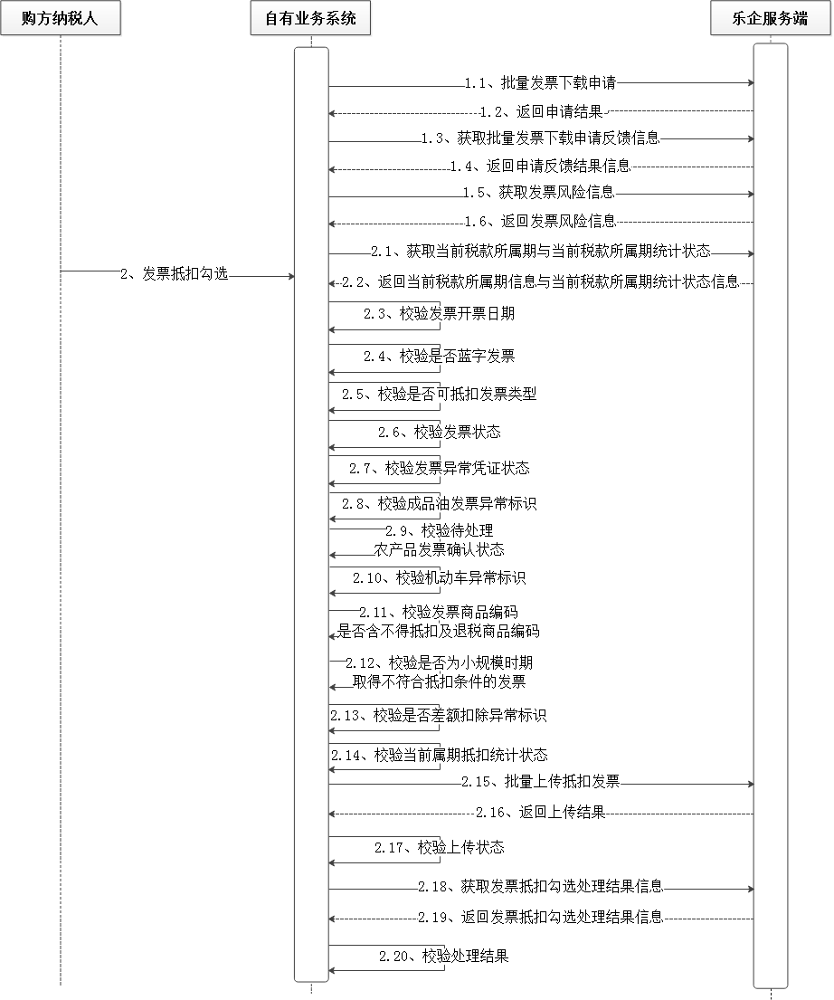 购方纳税人
自有业务系统
乐企服务端
1.1、批量发票下载申请
1.2、返回申请结果
1.3、获取批量发票下载申请反馈信息
1.4、返回申请反馈结果信息
1.5、获取发票风险信息
1.6、返回发票风险信息
2.1、获取当前税款所属期与当前税款所属期统计状态
2、发票抵扣勾选
2.2、返回当前税款所属期信息与当前税款所属期统计状态信息
2.3、校验发票开票日期
2.4、校验是否蓝字发票
2.5、校验是否可抵扣发票类型
2.6、校验发票状态
2.7、校验发票异常凭证状态
2.8、校验成品油发票异常标识
2.9、校验待处理
农产品发票确认状态
2.10、校验机动车异常标识
2.11、校验发票商品编码
是否含不得抵扣及退税商品编码
2.12、校验是否为小规模时期
取得不符合抵扣条件的发票
2.13、校验是否差额扣除异常标识
2.14、校验当前属期抵扣统计状态
2.15、批量上传抵扣发票
2.16、返回上传结果
2.17、校验上传状态
2.18、获取发票抵扣勾选处理结果信息
2.19、返回发票抵扣勾选处理结果信息
2.20、校验处理结果